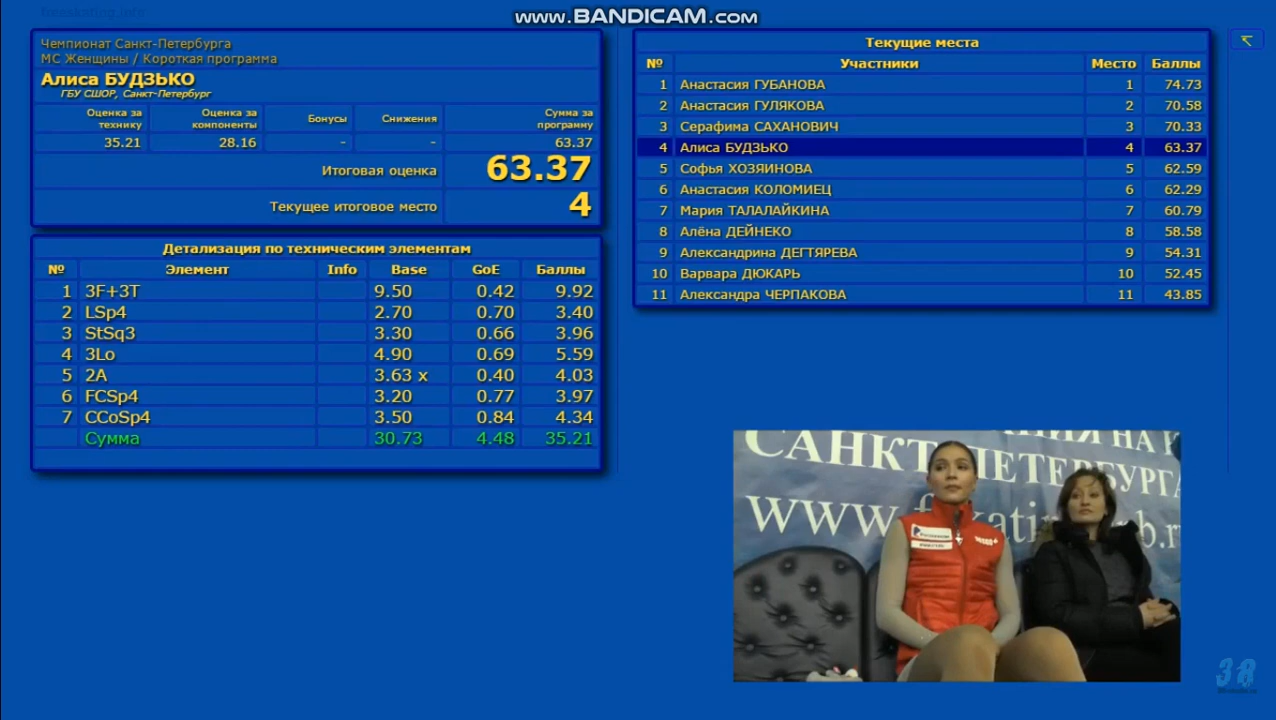 www.BANDICAM.com
Чемпионат Санкт-Петербурга
МС Женщины / Короткая программа
Алиса БУДЗЬКО
ГБУ СШОР, Санкт-Петербург
Оценка за технику Оценка за компоненты Бонусы Снижения Сумма за программу
35.21 28.16 - - 63.37
Итоговая оценка 63.37
Текущее итоговое место 4
Детализация по техническим элементам
№ Элемент Info Base GoE Баллы
1 3F+3T 9.50 0.42 9.92
2 LSp4 2.70 0.70 3.40
3 StSq3 3.30 0.66 3.96
4 3Lo 4.90 0.69 5.59
5 2A 3.63 x 0.40 4.03
6 FCSp4 3.20 0.77 3.97
7 CCoSp4 3.50 0.84 4.34
Сумма 30.73 4.48 35.21
Текущие места
№ Участники Место Баллы
1 Анастасия ГУБАНОВА 1 74.73
2 Анастасия ГУЛЯКОВА 2 70.58
3 Серафима САХАНОВИЧ 3 70.33
4 Алиса БУДЗЬКО 4 63.37
5 Софья ХОЗЯИНОВА 5 62.59
6 Анастасия КОЛОМИЕЦ 6 62.29
7 Мария ТАЛАЛАЙКИНА 7 60.79
8 Алёна ДЕЙНЕКО 8 58.58
9 Александрина ДЕГТЯРЕВА 9 54.31
10 Варвара ДЮКАРЬ 10 52.45
11 Александра ЧЕРПАКОВА 11 43.85
САНКТ-ПЕТЕРБУРГА
www.